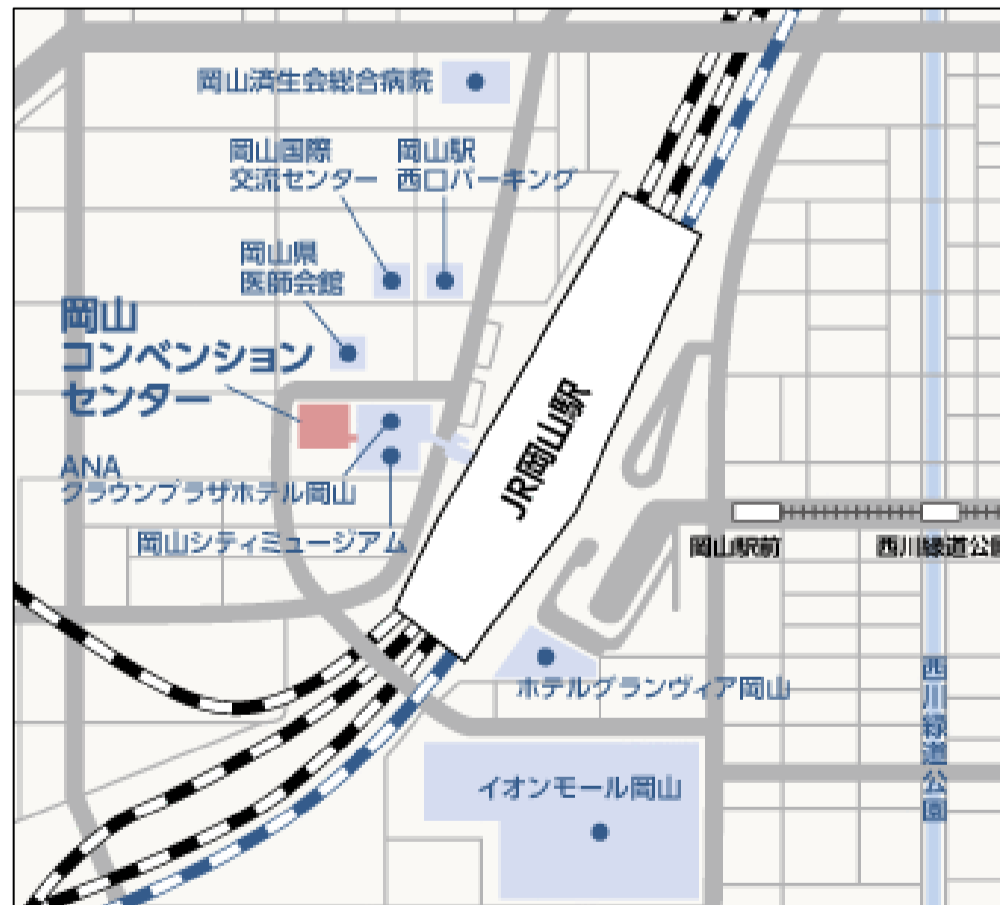 岡山済生会総合病院
岡山国際
交流センター
岡山駅
西口パーキング
岡山県
医師会館
岡山
コンベンション
センター
JR岡山駅
ANA
クラウンプラザホテル岡山
岡山シティミュージアム
岡山駅前
西川緑道公園
ホテルグランヴィア岡山
西川緑道公園
イオンモール岡山